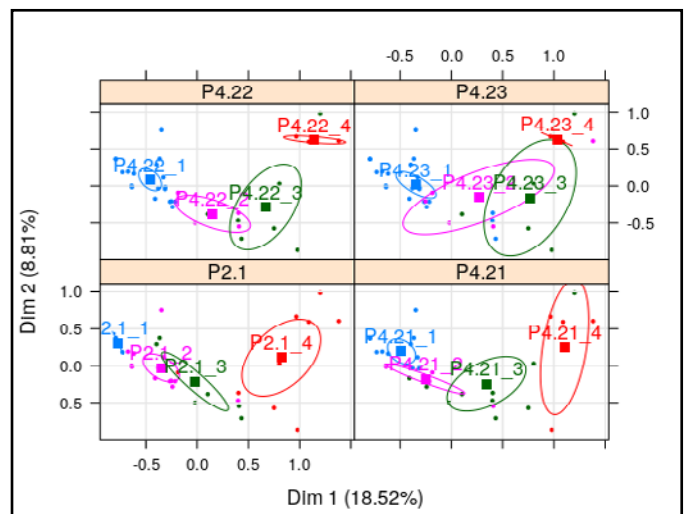 -0.5 0.0 0.5 1.0
P4.22 P4.23
P4.22_4 P4.23_4 1.0
0.5
P4.22_1 P4.23_1
P4.22_2 P4.22_3 P4.23_2 P4.23_3 0.0
-0.5
Dim 2 (8.81%)
P2.1 P4.21
1.0
0.5 2.1_1 P2.1_4 P4.21_1 P4.21_4
0.0 P2.1_2 P2.1_3 P4.21_2 P4.21_3
0.5
-0.5 0.0 0.5 1.0
Dim 1 (18.52%)